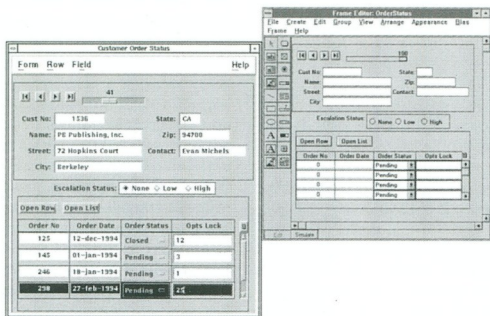 Customer Order Status
Form Row Field Help
41
Cust No: 1536 State: CA
Name: PE Publishing, Inc. Zip: 94708
Street: 72 Hopkins Court Contact: Evan Michels
City: Berkeley
Escalation Status: None Low High
Open Row Open List
Order No Order Date Order Status Opts Lock
125 12-dec-1994 Closed 12
145 01-jan-1994 Pending 3
246 18-jan-1994 Pending 1
298 27-feb-1994 Pending 25
Frame Editor: OrderStatus
File Create Edit Group View Arrange Appearance Bias
Frame Help
100
Cust No: State:
Name: Zip:
Street: Contact:
City:
Escalation Status: None Low High
Open Row Open List
Order No Order Date Order Status Opts Lock
0 Pending
0 Pending
0 Pending
0 Pending
Edit Simple